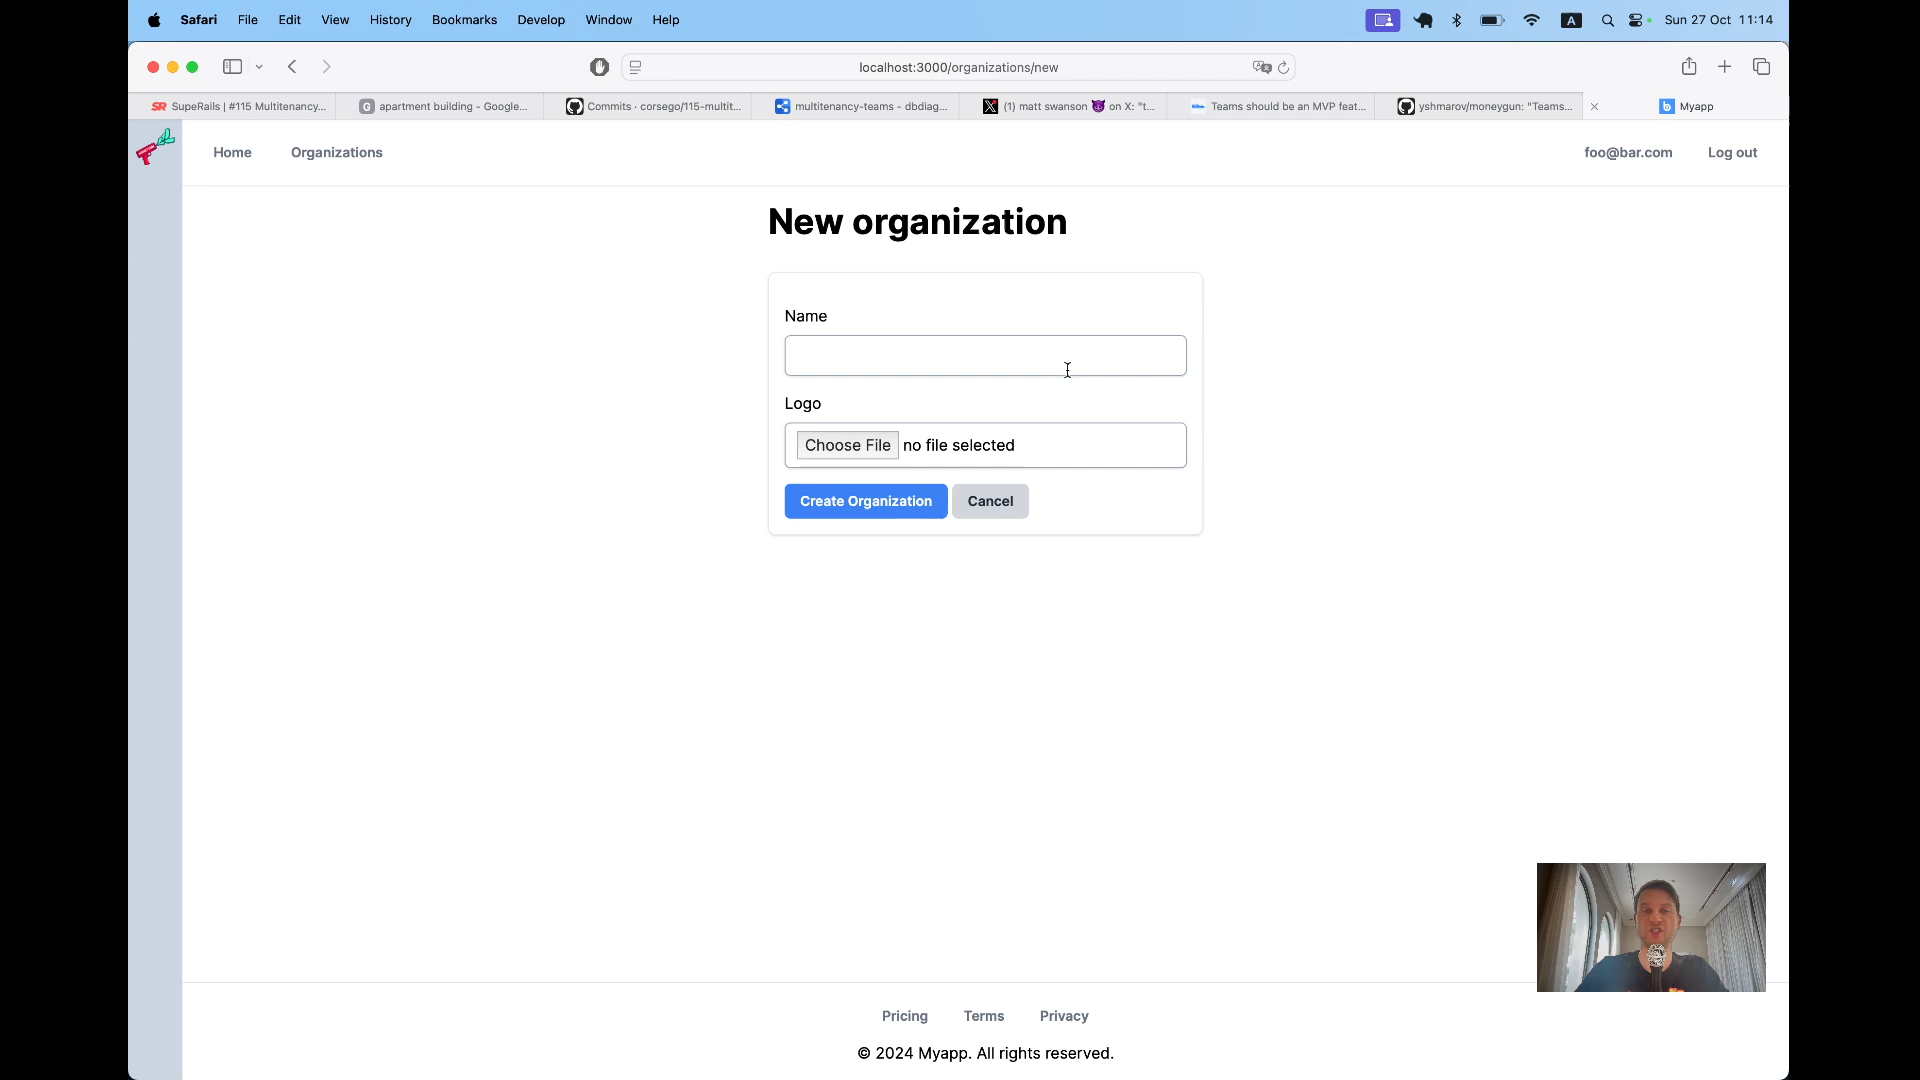 Safari File Edit View History Bookmarks Develop Window Help A Sun 27 Oct 11:14
localhost:3000/organizations/new
SR SupeRails | #115 Multitenancy... G apartment building - Google... Commits · corsego/115-multit... multitenancy-teams - dbdiag... X (1) matt swanson 😈 on X: "t... Teams should be an MVP feat... yshmarov/moneygun: "Teams... b Myapp
Home Organizations foo@bar.com Log out
New organization
Name
Logo
Choose File no file selected
Create Organization Cancel
Pricing Terms Privacy
© 2024 Myapp. All rights reserved.